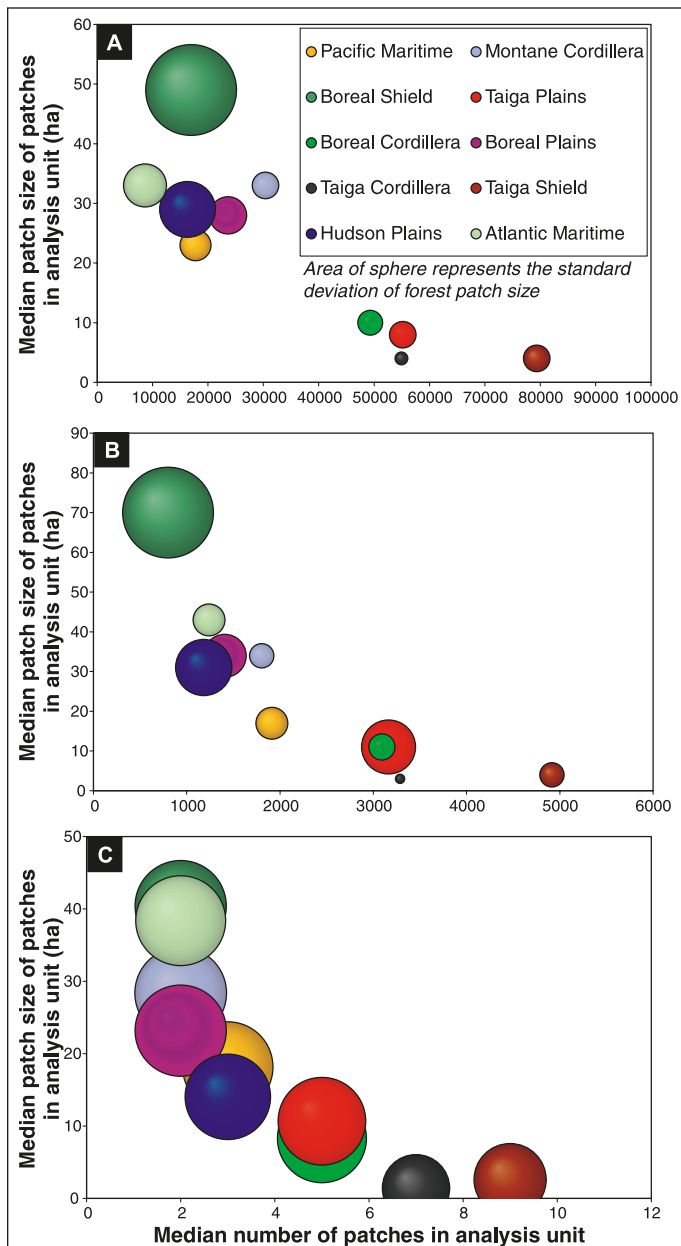 A
Median patch size of patches
in analysis unit (ha)
60
50
40
30
20
10
0
0 10000 20000 30000 40000 50000 60000 70000 80000 90000 100000
Pacific Maritime
Montane Cordillera
Boreal Shield
Taiga Plains
Boreal Cordillera
Boreal Plains
Taiga Cordillera
Taiga Shield
Hudson Plains
Atlantic Maritime
Area of sphere represents the standard
deviation of forest patch size
B
Median patch size of patches
in analysis unit (ha)
90
80
70
60
50
40
30
20
10
0
0 1000 2000 3000 4000 5000 6000
C
Median patch size of patches
in analysis unit (ha)
50
40
30
20
10
0
0 2 4 6 8 10 12
Median number of patches in analysis unit